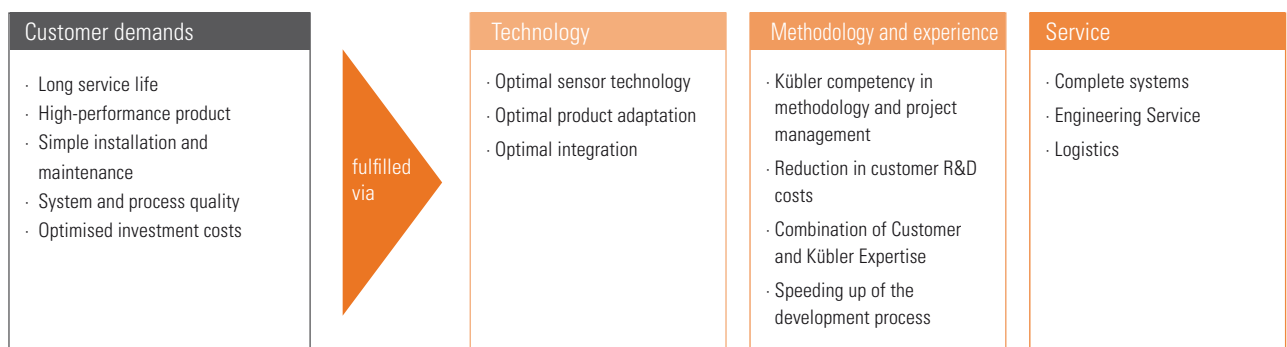 Customer demands
· Long service life
· High-performance product
· Simple installation and
maintenance
· System and process quality
· Optimised investment costs
fulfilled
via
Technology
· Optimal sensor technology
· Optimal product adaptation
· Optimal integration
Methodology and experience
· Kübler competency in
methodology and project
management
· Reduction in customer R&D
costs
· Combination of Customer
and Kübler Expertise
· Speeding up of the
development process
Service
· Complete systems
· Engineering Service
· Logistics